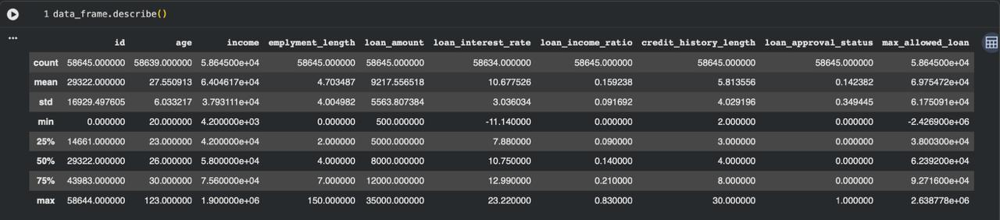 1 data_frame.describe()
id age income emplyment_length loan_amount loan_interest_rate loan_income_ratio credit_history_length loan_approval_status max_allowed_loan
count 58645.000000 58639.000000 5.864500e+04 58645.000000 58645.000000 58634.000000 58645.000000 58645.000000 58645.000000 5.864500e+04
mean 29322.000000 27.550913 6.404617e+04 4.703487 9217.556518 10.677526 0.159238 5.813556 0.142382 6.975472e+04
std 16929.497605 6.033217 3.793111e+04 4.004982 5563.807384 3.036034 0.091692 4.029196 0.349445 6.175091e+04
min 0.000000 20.000000 4.200000e+03 0.000000 500.000000 -11.140000 0.000000 2.000000 0.000000 -2.426900e+06
25% 14661.000000 23.000000 4.200000e+04 2.000000 5000.000000 7.880000 0.090000 3.000000 0.000000 3.800300e+04
50% 29322.000000 26.000000 5.800000e+04 4.000000 8000.000000 10.750000 0.140000 4.000000 0.000000 6.239200e+04
75% 43983.000000 30.000000 7.560000e+04 7.000000 12000.000000 12.990000 0.210000 8.000000 0.000000 9.271600e+04
max 58644.000000 123.000000 1.900000e+06 150.000000 35000.000000 23.220000 0.830000 30.000000 1.000000 2.638778e+06